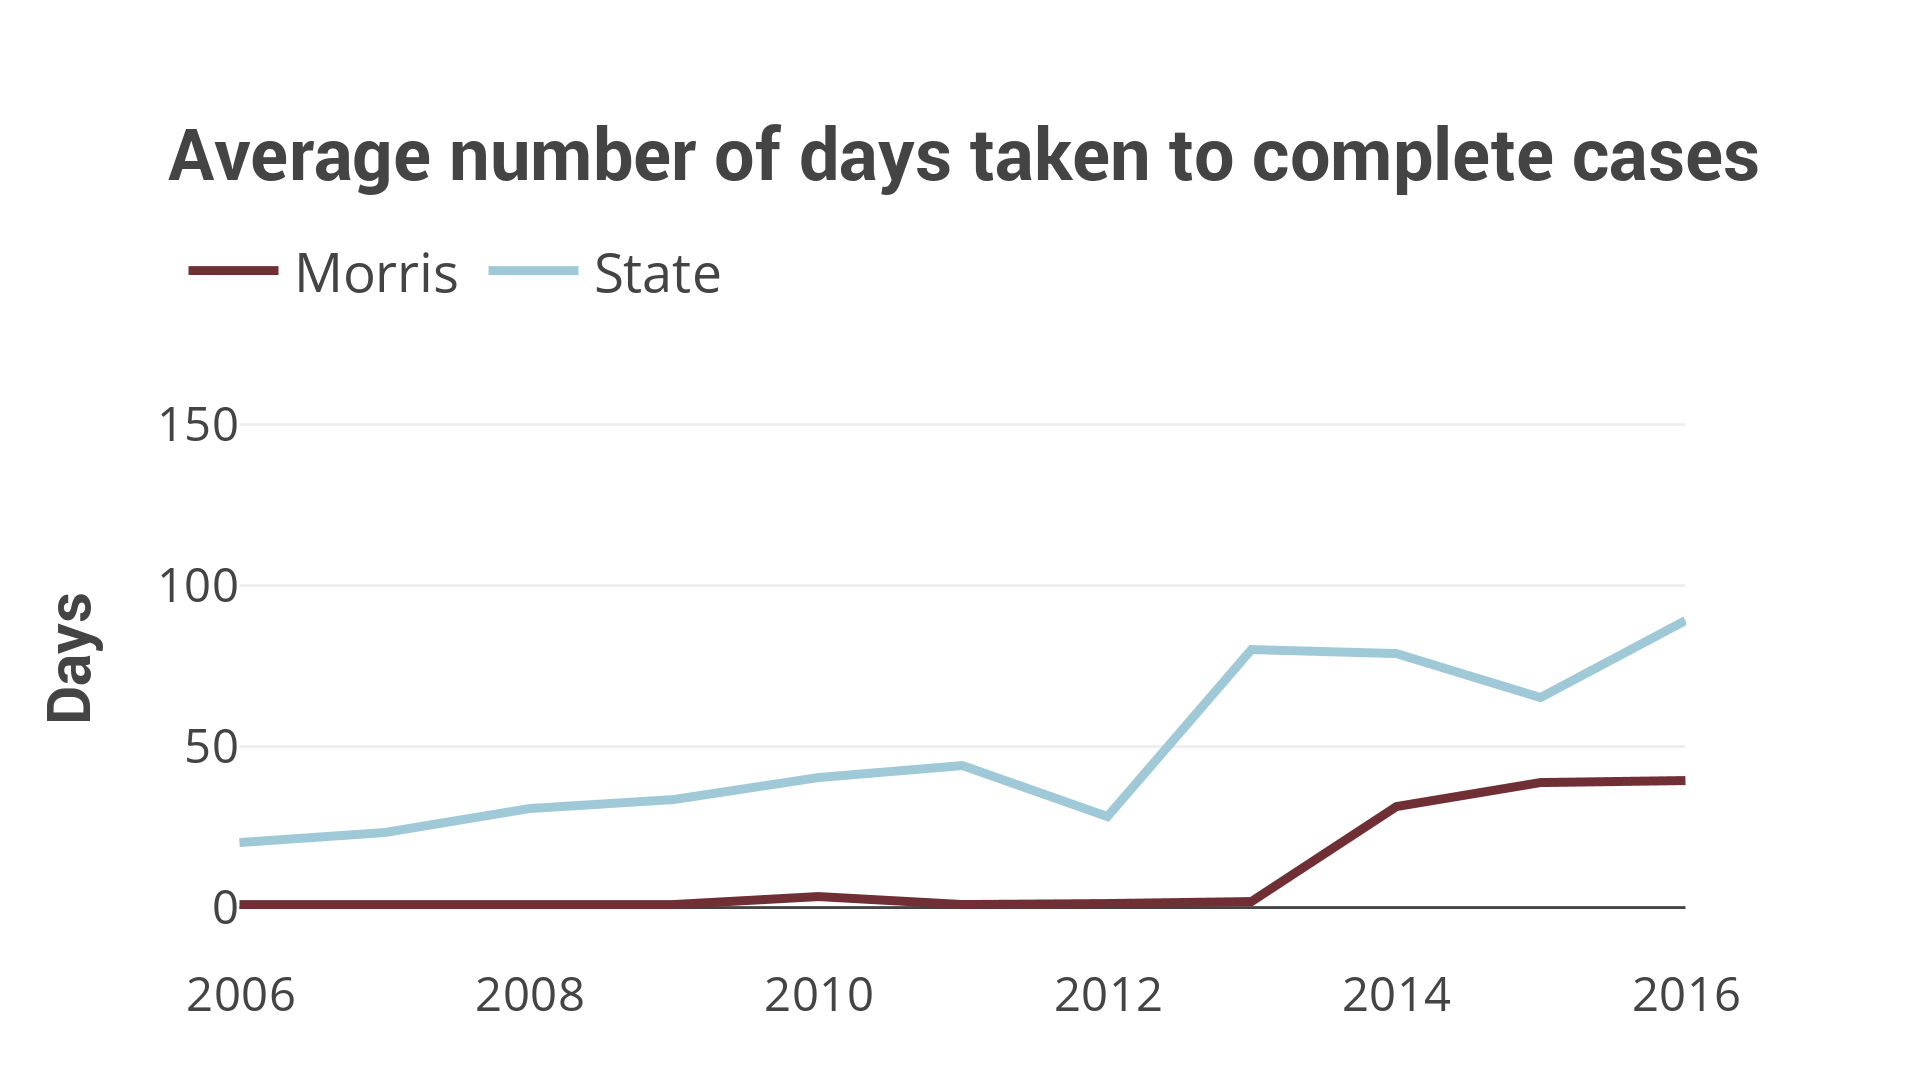 Average number of days taken to complete cases
Morris State
150
100
50
0
Days
2006 2008 2010 2012 2014 2016